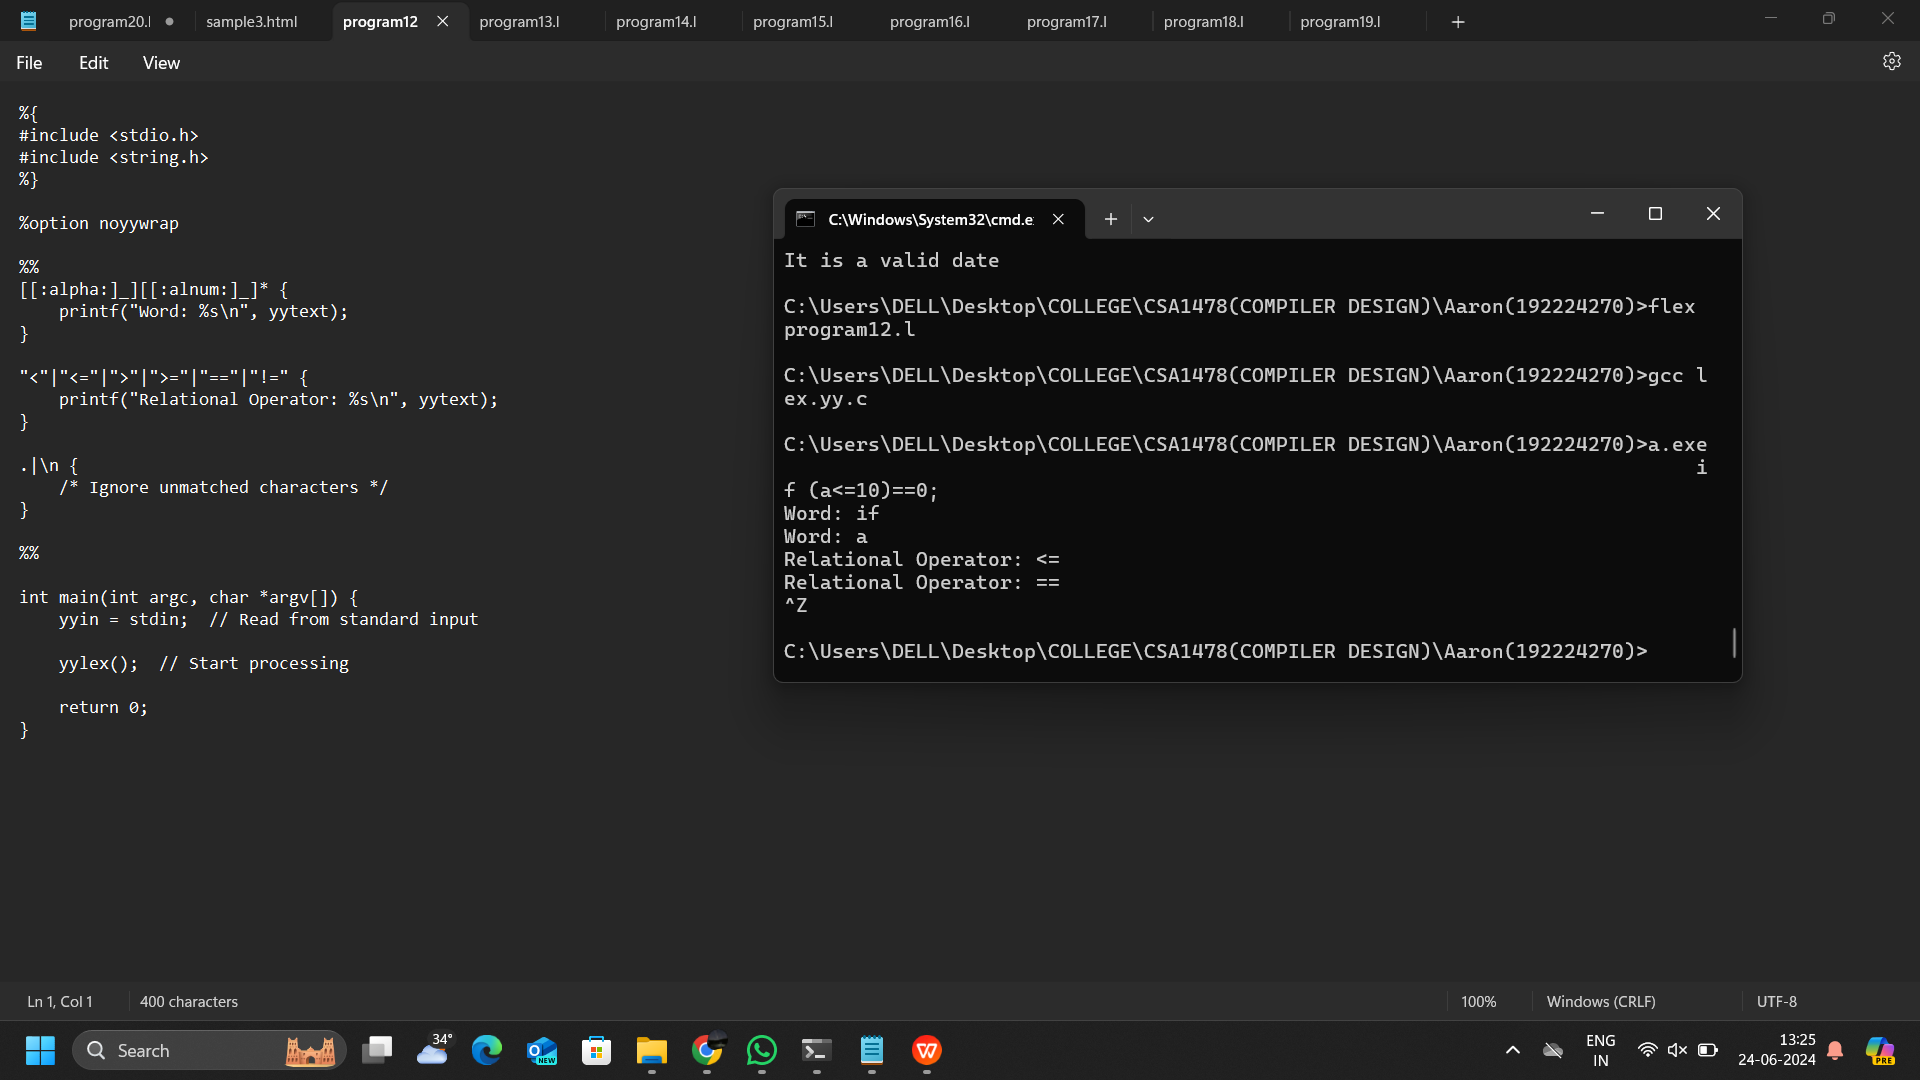 program20.l
sample3.html
program12
program13.l
program14.l
program15.l
program16.l
program17.l
program18.l
program19.l
File Edit View
%{
#include <stdio.h>
#include <string.h>
%}
%option noyywrap
%%
[[:alpha:]_][[:alnum:]_]* {
    printf("Word: %s\n", yytext);
}
"<"|"<="|">"|">="|"=="|"!=" {
    printf("Relational Operator: %s\n", yytext);
}
.|\n {
    /* Ignore unmatched characters */
}
%%
int main(int argc, char *argv[]) {
    yyin = stdin;  // Read from standard input
    yylex();  // Start processing
    return 0;
}
C:\Windows\System32\cmd.e
It is a valid date
C:\Users\DELL\Desktop\COLLEGE\CSA1478(COMPILER DESIGN)\Aaron(192224270)>flex
program12.l
C:\Users\DELL\Desktop\COLLEGE\CSA1478(COMPILER DESIGN)\Aaron(192224270)>gcc l
ex.yy.c
C:\Users\DELL\Desktop\COLLEGE\CSA1478(COMPILER DESIGN)\Aaron(192224270)>a.exe
i
f (a<=10)==0;
Word: if
Word: a
Relational Operator: <=
Relational Operator: ==
^Z
C:\Users\DELL\Desktop\COLLEGE\CSA1478(COMPILER DESIGN)\Aaron(192224270)>
Ln 1, Col 1
400 characters
100%
Windows (CRLF)
UTF-8
Search
34°
NEW
ENG
IN
13:25
24-06-2024
PRE